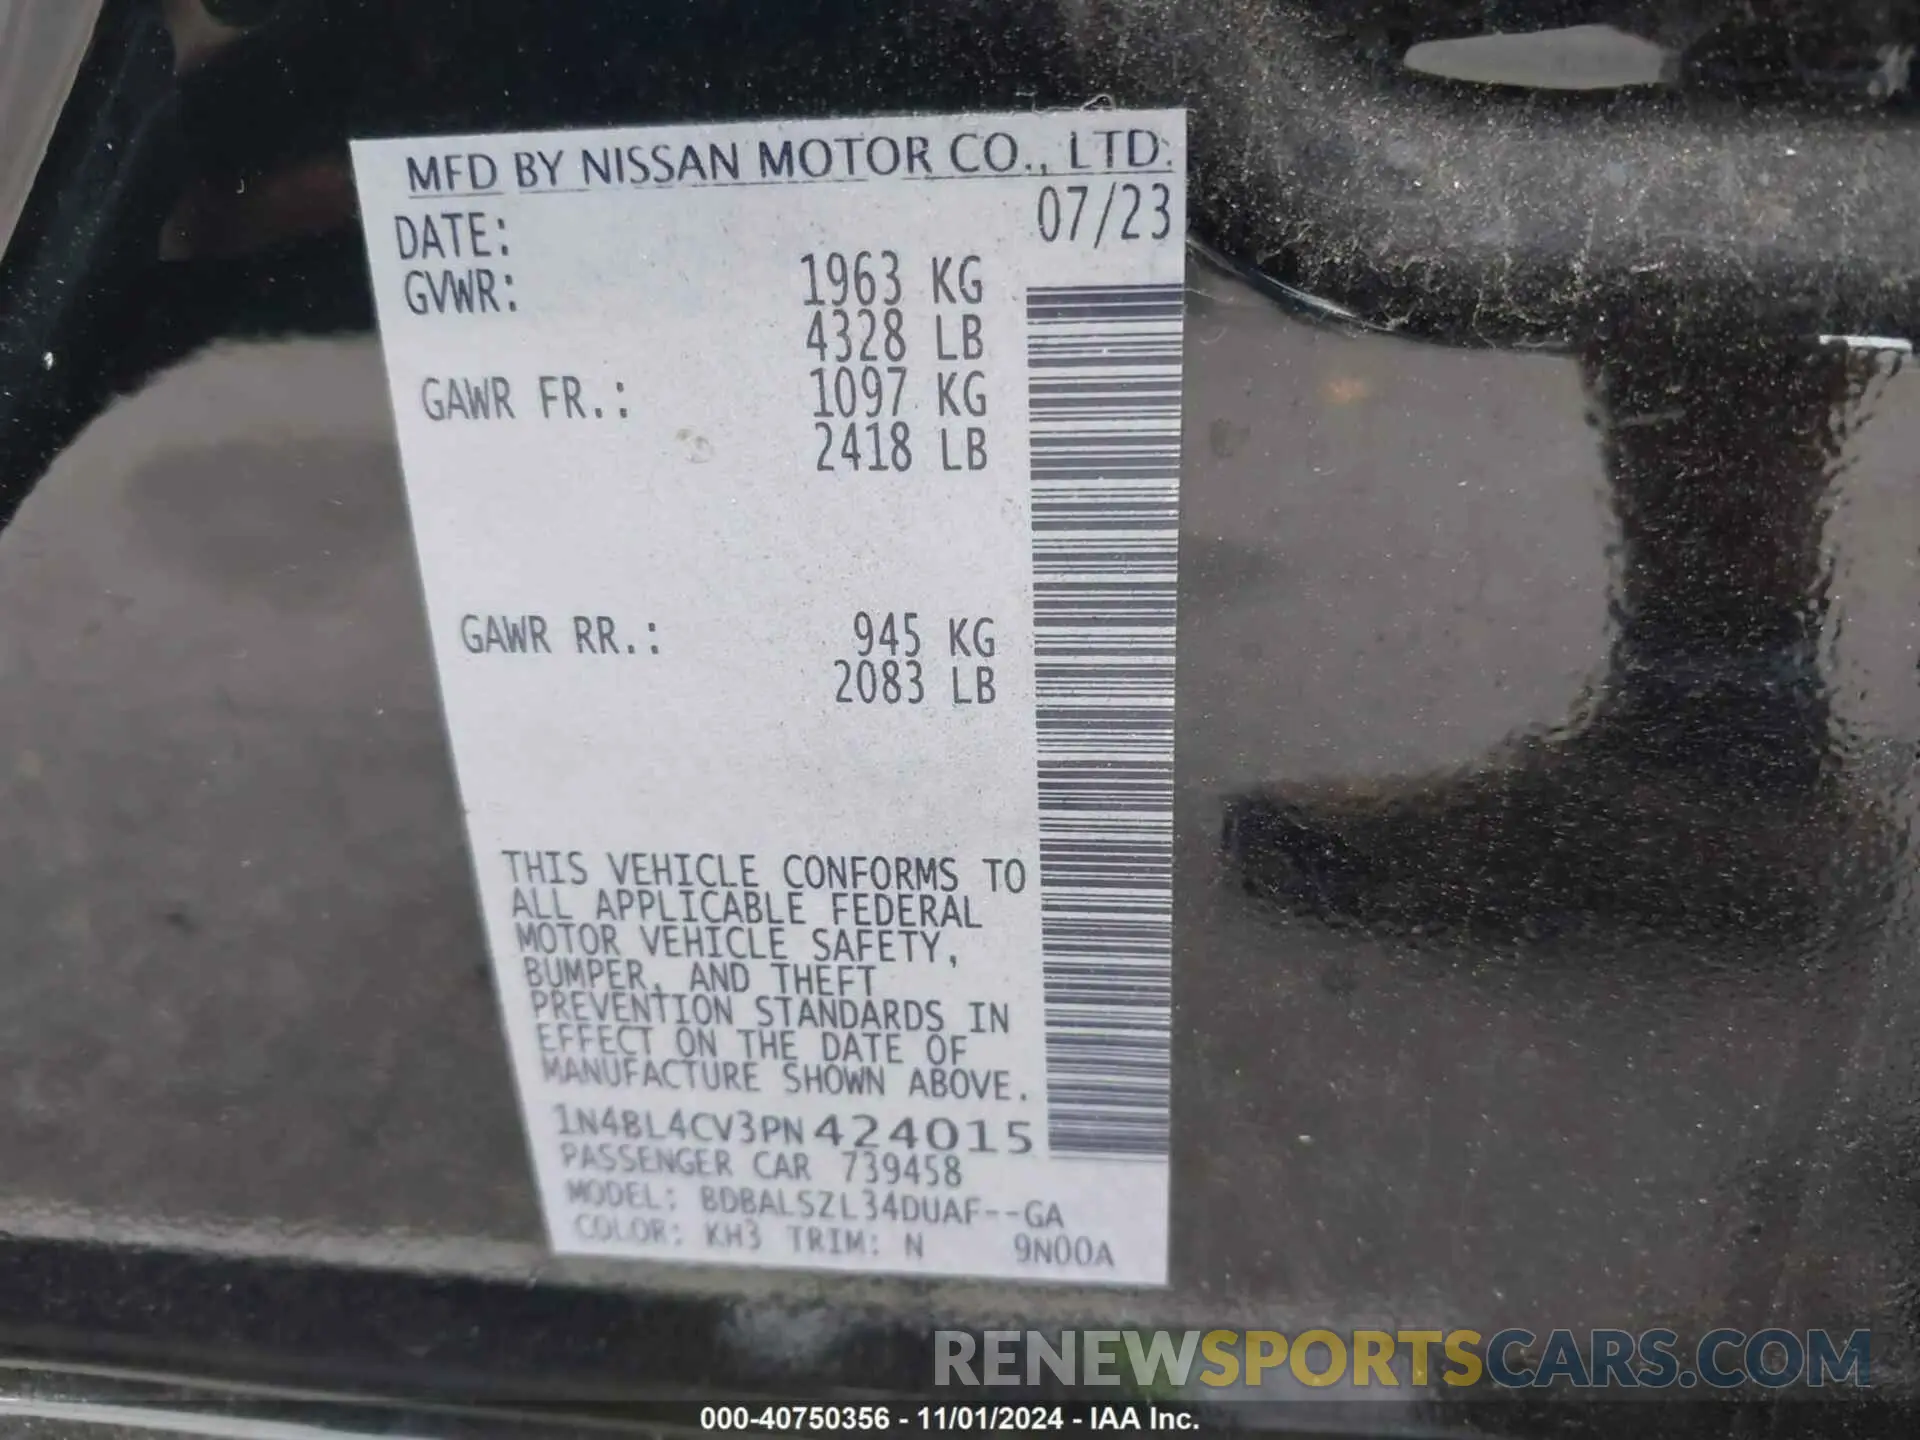 MFD BY NISSAN MOTOR CO., LTD.
DATE: 07/23
GVWR: 1963 KG
4328 LB
GAWR FR.: 1097 KG
2418 LB
GAWR RR.: 945 KG
2083 LB
THIS VEHICLE CONFORMS TO
ALL APPLICABLE FEDERAL
MOTOR VEHICLE SAFETY,
BUMPER, AND THEFT
PREVENTION STANDARDS IN
EFFECT ON THE DATE OF
MANUFACTURE SHOWN ABOVE.
1N4BL4CV3PN424015
PASSENGER CAR 739458
MODEL: BDBALSZL34DUAF--GA
COLOR: KH3 TRIM: N 9N00A
RENEWSPORTSCARS.COM
000-40750356 - 11/01/2024 - IAA Inc.